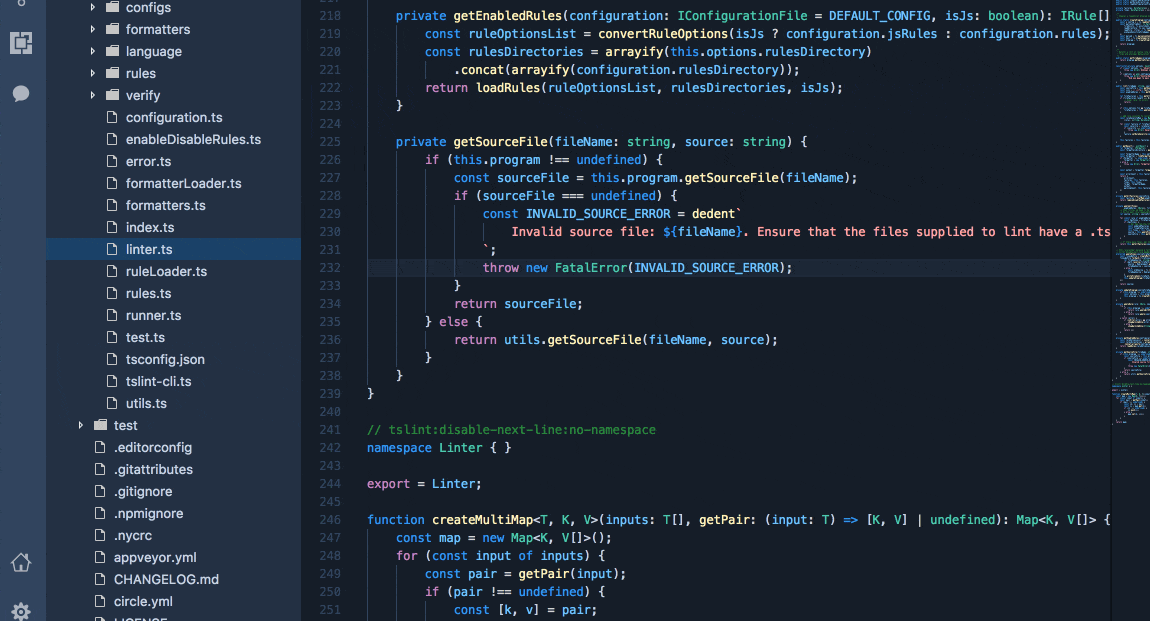 configs
formatters
language
rules
verify
configuration.ts
enableDisableRules.ts
error.ts
formatterLoader.ts
formatters.ts
index.ts
linter.ts
ruleLoader.ts
rules.ts
runner.ts
test.ts
tsconfig.json
tslint-cli.ts
utils.ts
test
.editorconfig
.gitattributes
.gitignore
.npmignore
.nycrc
appveyor.yml
CHANGELOG.md
circle.yml
LICENSE
218 private getEnabledRules(configuration: IConfigurationFile = DEFAULT_CONFIG, isJs: boolean): IRule[]
219 const ruleOptionsList = convertRuleOptions(isJs ? configuration.jsRules : configuration.rules);
220 const rulesDirectories = arrayify(this.options.rulesDirectory)
221 .concat(arrayify(configuration.rulesDirectory));
222 return loadRules(ruleOptionsList, rulesDirectories, isJs);
223 }
224
225 private getSourceFile(fileName: string, source: string) {
226 if (this.program !== undefined) {
227 const sourceFile = this.program.getSourceFile(fileName);
228 if (sourceFile === undefined) {
229 const INVALID_SOURCE_ERROR = dedent`
230 Invalid source file: ${fileName}. Ensure that the files supplied to lint have a .ts
231 `;
232 throw new FatalError(INVALID_SOURCE_ERROR);
233 }
234 return sourceFile;
235 } else {
236 return utils.getSourceFile(fileName, source);
237 }
238 }
239 }
240
241 // tslint:disable-next-line:no-namespace
242 namespace Linter { }
243
244 export = Linter;
245
246 function createMultiMap<T, K, V>(inputs: T[], getPair: (input: T) => [K, V] | undefined): Map<K, V[]> {
247 const map = new Map<K, V[]>();
248 for (const input of inputs) {
249 const pair = getPair(input);
250 if (pair !== undefined) {
251 const [k, v] = pair;